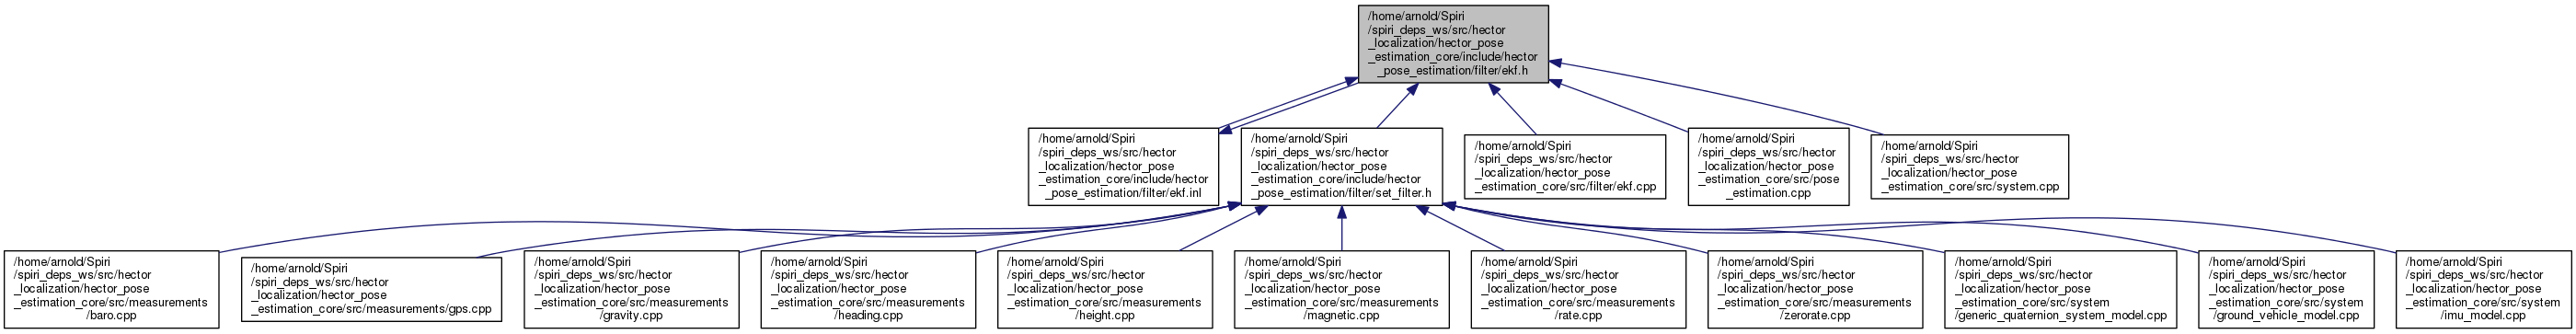 /home/arnold/Spiri
/spiri_deps_ws/src/hector
_localization/hector_pose
_estimation_core/include/hector
_pose_estimation/filter/ekf.h
/home/arnold/Spiri
/spiri_deps_ws/src/hector
_localization/hector_pose
_estimation_core/include/hector
_pose_estimation/filter/ekf.inl
/home/arnold/Spiri
/spiri_deps_ws/src/hector
_localization/hector_pose
_estimation_core/include/hector
_pose_estimation/filter/set_filter.h
/home/arnold/Spiri
/spiri_deps_ws/src/hector
_localization/hector_pose
_estimation_core/src/filter/ekf.cpp
/home/arnold/Spiri
/spiri_deps_ws/src/hector
_localization/hector_pose
_estimation_core/src/pose
_estimation.cpp
/home/arnold/Spiri
/spiri_deps_ws/src/hector
_localization/hector_pose
_estimation_core/src/system.cpp
/home/arnold/Spiri
/spiri_deps_ws/src/hector
_localization/hector_pose
_estimation_core/src/measurements
/baro.cpp
/home/arnold/Spiri
/spiri_deps_ws/src/hector
_localization/hector_pose
_estimation_core/src/measurements/gps.cpp
/home/arnold/Spiri
/spiri_deps_ws/src/hector
_localization/hector_pose
_estimation_core/src/measurements
/gravity.cpp
/home/arnold/Spiri
/spiri_deps_ws/src/hector
_localization/hector_pose
_estimation_core/src/measurements
/heading.cpp
/home/arnold/Spiri
/spiri_deps_ws/src/hector
_localization/hector_pose
_estimation_core/src/measurements
/height.cpp
/home/arnold/Spiri
/spiri_deps_ws/src/hector
_localization/hector_pose
_estimation_core/src/measurements
/magnetic.cpp
/home/arnold/Spiri
/spiri_deps_ws/src/hector
_localization/hector_pose
_estimation_core/src/measurements
/rate.cpp
/home/arnold/Spiri
/spiri_deps_ws/src/hector
_localization/hector_pose
_estimation_core/src/measurements
/zerorate.cpp
/home/arnold/Spiri
/spiri_deps_ws/src/hector
_localization/hector_pose
_estimation_core/src/system
/generic_quaternion_system_model.cpp
/home/arnold/Spiri
/spiri_deps_ws/src/hector
_localization/hector_pose
_estimation_core/src/system
/ground_vehicle_model.cpp
/home/arnold/Spiri
/spiri_deps_ws/src/hector
_localization/hector_pose
_estimation_core/src/system
/imu_model.cpp